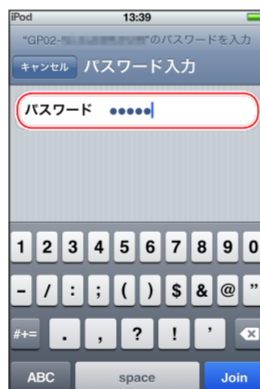 iPod 13:39
"GP02-      "のパスワードを入力
キャンセル パスワード入力
パスワード •••••
1 2 3 4 5 6 7 8 9 0
- / : ; ( ) $ & @ "
#+= . , ? ! '
ABC space Join